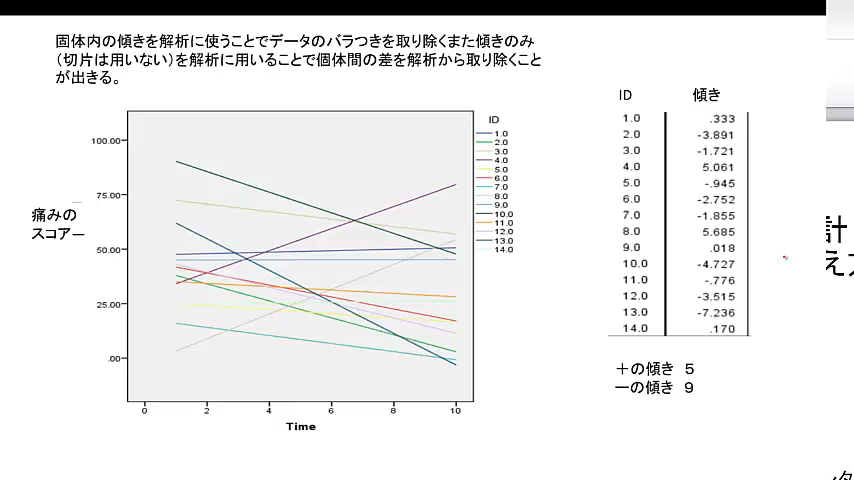 固体内の傾きを解析に使うことでデータのバラつきを取り除くまた傾きのみ
（切片は用いない）を解析に用いることで個体間の差を解析から取り除くこと
が出きる。
ID 傾き
1.0 .333
2.0 -3.891
3.0 -1.721
4.0 5.061
5.0 -.945
6.0 -2.752
7.0 -1.855
8.0 5.685
9.0 .018
10.0 -4.727
11.0 -.776
12.0 -3.515
13.0 -7.236
14.0 .170
＋の傾き 5
ーの傾き 9
痛みの
スコアー
100.00
75.00
50.00
25.00
.00
0 2 4 6 8 10
Time
ID
1.0
2.0
3.0
4.0
5.0
6.0
7.0
8.0
9.0
10.0
11.0
12.0
13.0
14.0
計
え